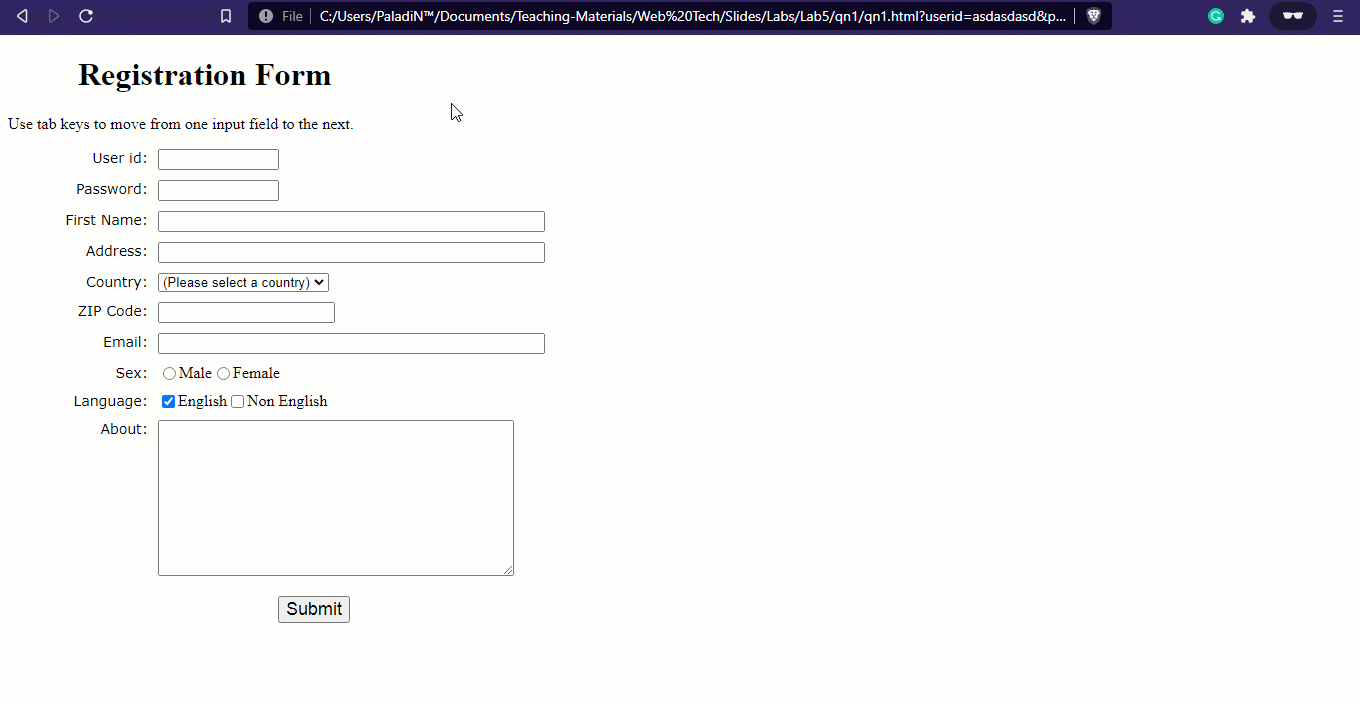 File C:/Users/PaladiN™/Documents/Teaching-Materials/Web%20Tech/Slides/Labs/Lab5/qn1/qn1.html?userid=asdasdasd&p...
Registration Form
Use tab keys to move from one input field to the next.
User id:
Password:
First Name:
Address:
Country: (Please select a country)
ZIP Code:
Email:
Sex: Male Female
Language: English Non English
About:
Submit